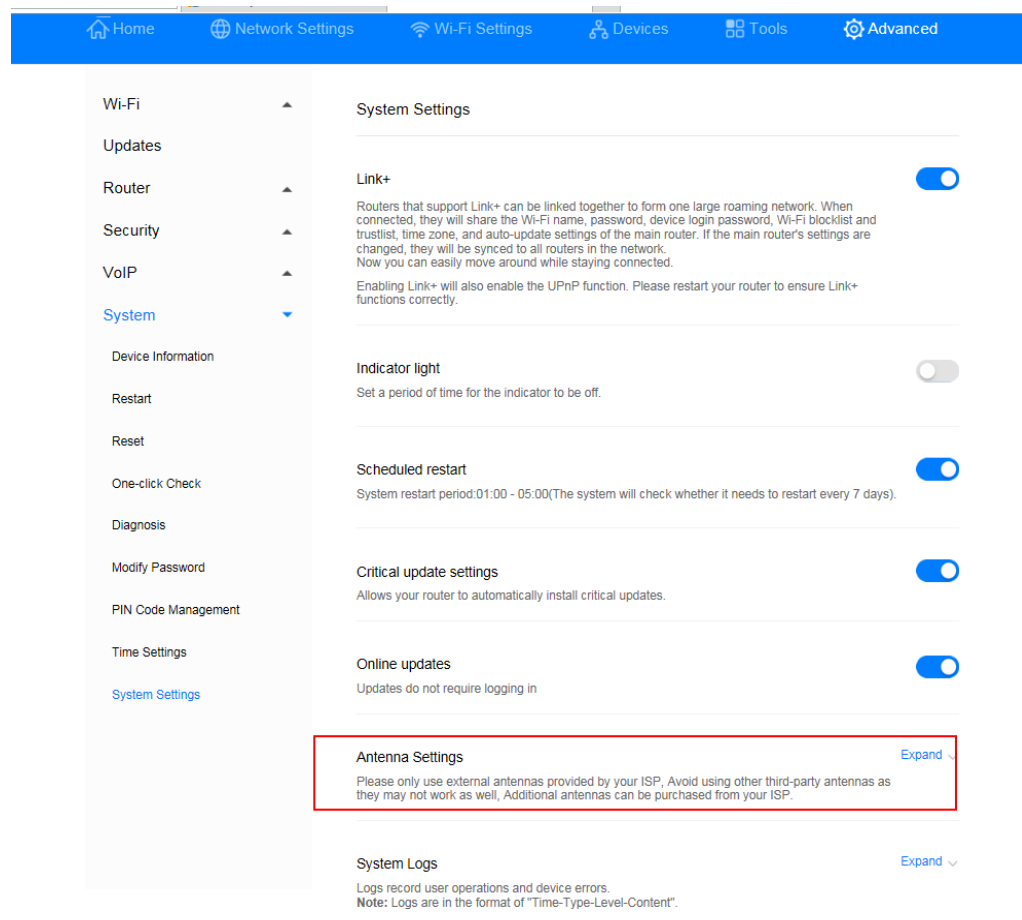 Home Network Settings Wi-Fi Settings Devices Tools Advanced
Wi-Fi
Updates
Router
Security
VoIP
System
Device Information
Restart
Reset
One-click Check
Diagnosis
Modify Password
PIN Code Management
Time Settings
System Settings
System Settings
Link+
Routers that support Link+ can be linked together to form one large roaming network. When
connected, they will share the Wi-Fi name, password, device login password, Wi-Fi blocklist and
trustlist, time zone, and auto-update settings of the main router. If the main router's settings are
changed, they will be synced to all routers in the network.
Now you can easily move around while staying connected.
Enabling Link+ will also enable the UPnP function. Please restart your router to ensure Link+
functions correctly.
Indicator light
Set a period of time for the indicator to be off.
Scheduled restart
System restart period:01:00 - 05:00(The system will check whether it needs to restart every 7 days).
Critical update settings
Allows your router to automatically install critical updates.
Online updates
Updates do not require logging in
Antenna Settings Expand
Please only use external antennas provided by your ISP, Avoid using other third-party antennas as
they may not work as well, Additional antennas can be purchased from your ISP.
System Logs Expand
Logs record user operations and device errors.
Note: Logs are in the format of "Time-Type-Level-Content".